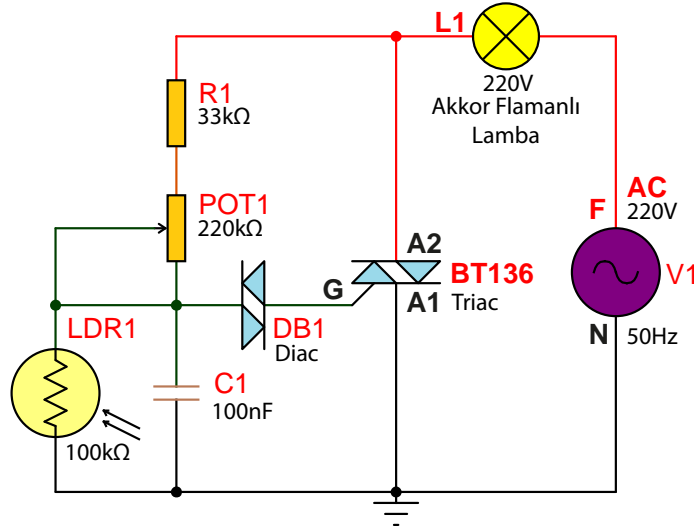 L1
220V
Akkor Flamanlı
Lamba
R1
33kΩ
POT1
220kΩ
AC
220V
F
V1
N
50Hz
A2
G
BT136
A1
Triac
LDR1
100kΩ
DB1
Diac
C1
100nF